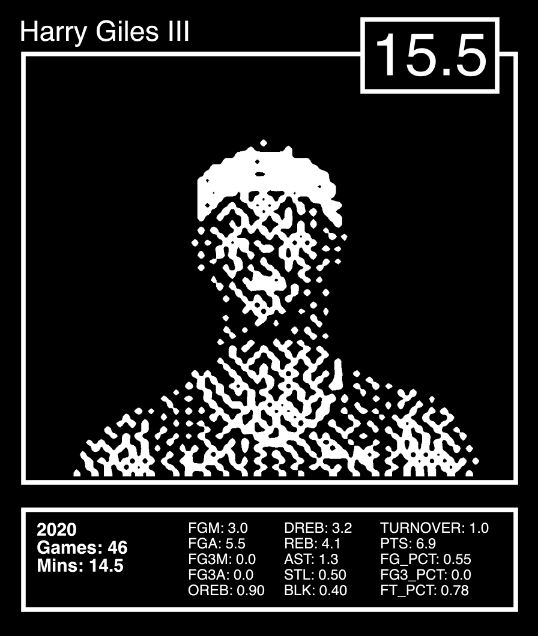 Harry Giles III
15.5
2020
Games: 46
Mins: 14.5
FGM: 3.0
FGA: 5.5
FG3M: 0.0
FG3A: 0.0
OREB: 0.90
DREB: 3.2
REB: 4.1
AST: 1.3
STL: 0.50
BLK: 0.40
TURNOVER: 1.0
PTS: 6.9
FG_PCT: 0.55
FG3_PCT: 0.0
FT_PCT: 0.78